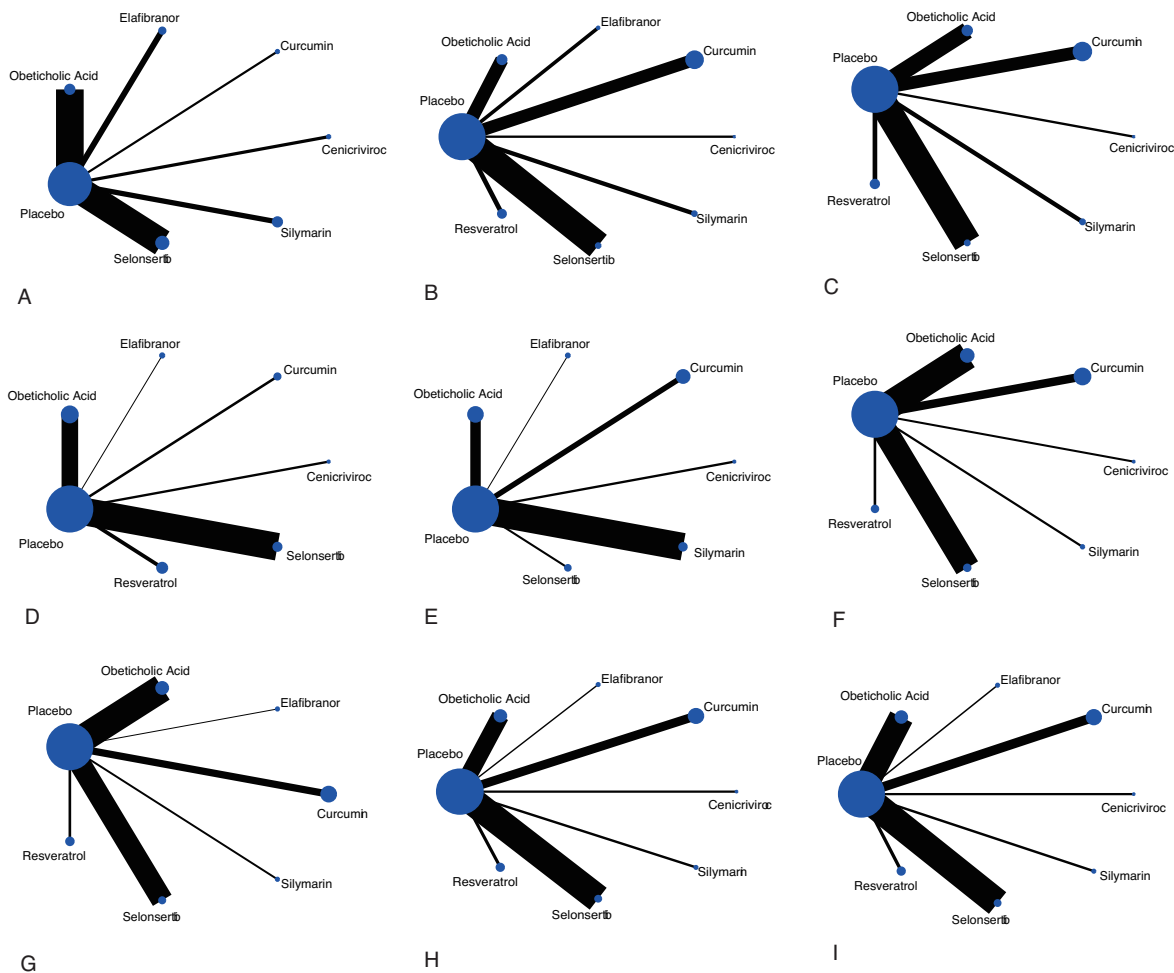 Elafibranor
Curcumin
Obeticholic Acid
Cenicriviroc
Placebo
Silymarin
Selonsertib
A
Elafibranor
Obeticholic Acid
Curcumin
Placebo
Cenicriviroc
Silymarin
Resveratrol
Selonsertib
B
Obeticholic Acid
Curcumin
Placebo
Cenicriviroc
Resveratrol
Silymarin
Selonsertib
C
Elafibranor
Curcumin
Obeticholic Acid
Cenicriviroc
Placebo
Selonsertib
Resveratrol
D
Elafibranor
Curcumin
Obeticholic Acid
Cenicriviroc
Placebo
Silymarin
Selonsertib
E
Obeticholic Acid
Placebo
Curcumin
Cenicriviroc
Resveratrol
Silymarin
Selonsertib
F
Obeticholic Acid
Elafibranor
Placebo
Curcumin
Resveratrol
Silymarin
Selonsertib
G
Elafibranor
Obeticholic Acid
Curcumin
Placebo
Cenicriviroc
Silymarin
Resveratrol
Selonsertib
H
Elafibranor
Obeticholic Acid
Curcumin
Placebo
Cenicriviroc
Silymarin
Resveratrol
Selonsertib
I